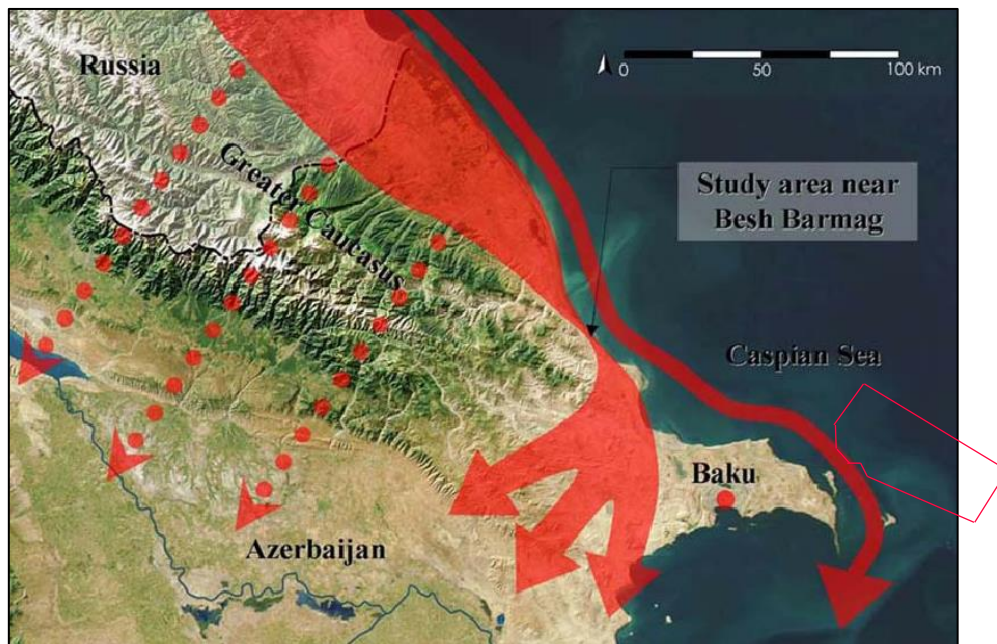 Russia
0 50 100 km
Greater Caucasus
Study area near
Besh Barmag
Caspian Sea
Baku
Azerbaijan